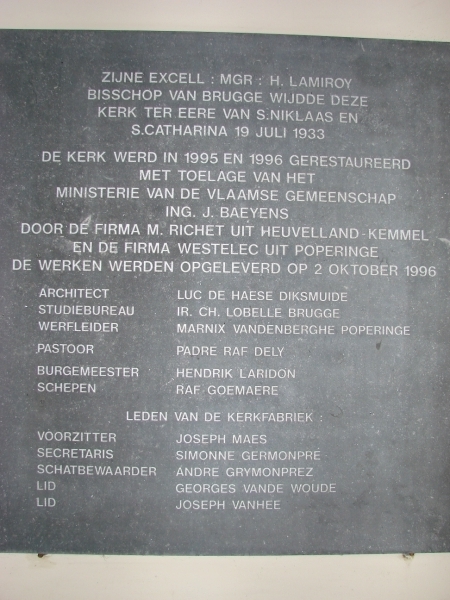 ZIJNE EXCELL : MGR : H. LAMIROY
BISSCHOP VAN BRUGGE WIJDDE DEZE
KERK TER EERE VAN S.NIKLAAS EN
S.CATHARINA 19 JULI 1933
DE KERK WERD IN 1995 EN 1996 GERESTAUREERD
MET TOELAGE VAN HET
MINISTERIE VAN DE VLAAMSE GEMEENSCHAP
ING. J. BAEYENS
DOOR DE FIRMA M. RICHET UIT HEUVELLAND-KEMMEL
EN DE FIRMA WESTELEC UIT POPERINGE
DE WERKEN WERDEN OPGELEVERD OP 2 OKTOBER 1996
ARCHITECT LUC DE HAESE DIKSMUIDE
STUDIEBUREAU IR. CH. LOBELLE BRUGGE
WERFLEIDER MARNIX VANDENBERGHE POPERINGE
PASTOOR PADRE RAF DELY
BURGEMEESTER HENDRIK LARIDON
SCHEPEN RAF GOEMAERE
LEDEN VAN DE KERKFABRIEK :
VOORZITTER JOSEPH MAES
SECRETARIS SIMONNE GERMONPRÉ
SCHATBEWAARDER ANDRE GRYMONPREZ
LID GEORGES VANDE WOUDE
LID JOSEPH VANHEE